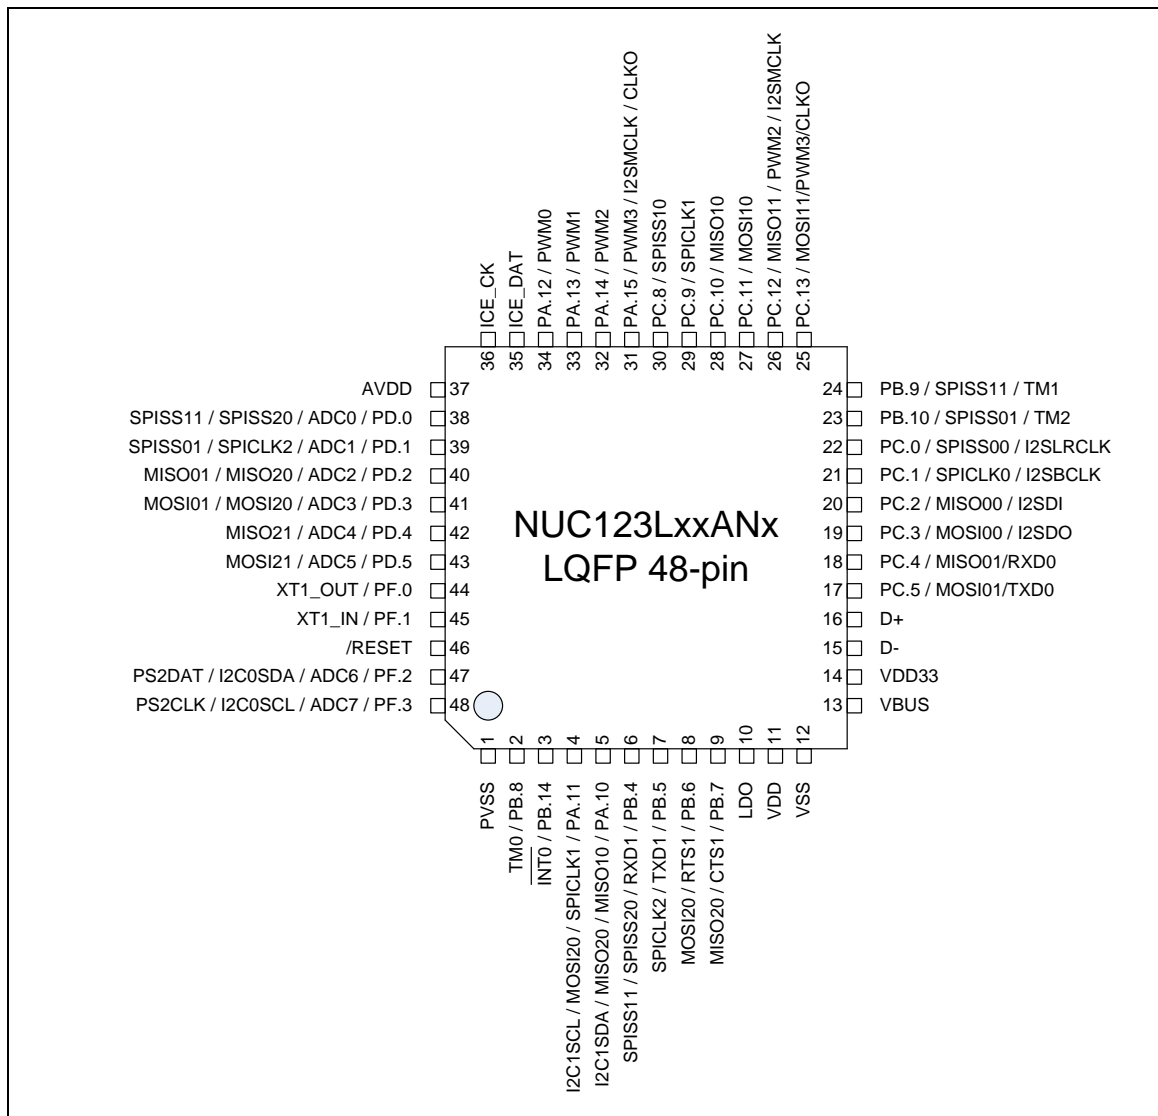 36 ICE_CK
35 ICE_DAT
34 PA.12 / PWM0
33 PA.13 / PWM1
32 PA.14 / PWM2
31 PA.15 / PWM3 / I2SMCLK / CLKO
30 PC.8 / SPISS10
29 PC.9 / SPICLK1
28 PC.10 / MISO10
27 PC.11 / MOSI10
26 PC.12 / MISO11 / PWM2 / I2SMCLK
25 PC.13 / MOSI11/PWM3/CLKO
AVDD 37
SPISS11 / SPISS20 / ADC0 / PD.0 38
SPISS01 / SPICLK2 / ADC1 / PD.1 39
MISO01 / MISO20 / ADC2 / PD.2 40
MOSI01 / MOSI20 / ADC3 / PD.3 41
MISO21 / ADC4 / PD.4 42
MOSI21 / ADC5 / PD.5 43
XT1_OUT / PF.0 44
XT1_IN / PF.1 45
/RESET 46
PS2DAT / I2C0SDA / ADC6 / PF.2 47
PS2CLK / I2C0SCL / ADC7 / PF.3 48
NUC123LxxANx
LQFP 48-pin
24 PB.9 / SPISS11 / TM1
23 PB.10 / SPISS01 / TM2
22 PC.0 / SPISS00 / I2SLRCLK
21 PC.1 / SPICLK0 / I2SBCLK
20 PC.2 / MISO00 / I2SDI
19 PC.3 / MOSI00 / I2SDO
18 PC.4 / MISO01/RXD0
17 PC.5 / MOSI01/TXD0
16 D+
15 D-
14 VDD33
13 VBUS
PVSS 1
TM0 / PB.8 2
INT0 / PB.14 3
I2C1SCL / MOSI20 / SPICLK1 / PA.11 4
I2C1SDA / MISO20 / MISO10 / PA.10 5
SPISS11 / SPISS20 / RXD1 / PB.4 6
SPICLK2 / TXD1 / PB.5 7
MOSI20 / RTS1 / PB.6 8
MISO20 / CTS1 / PB.7 9
LDO 10
VDD 11
VSS 12